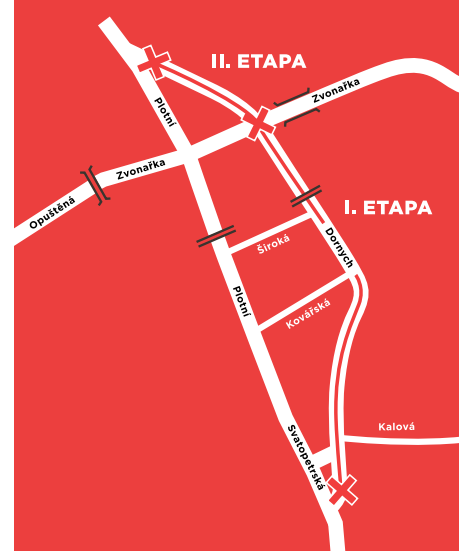 II. ETAPA
Zvonařka
Plotní
Zvonařka
Opuštěná
I. ETAPA
Široká
Dornych
Plotní
Kovářská
Kalová
Svatopetrská